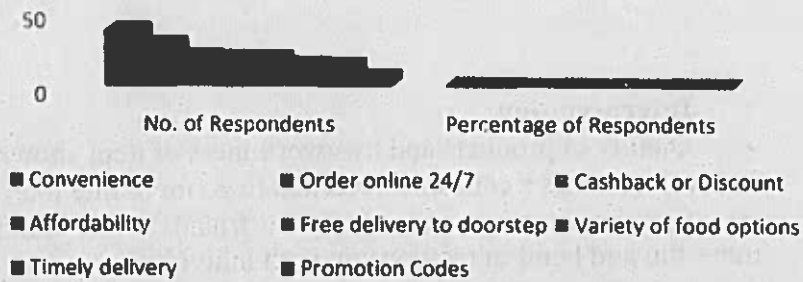 50
0
No. of Respondents Percentage of Respondents
■ Convenience ■ Order online 24/7 ■ Cashback or Discount
■ Affordability ■ Free delivery to doorstep ■ Variety of food options
■ Timely delivery ■ Promotion Codes